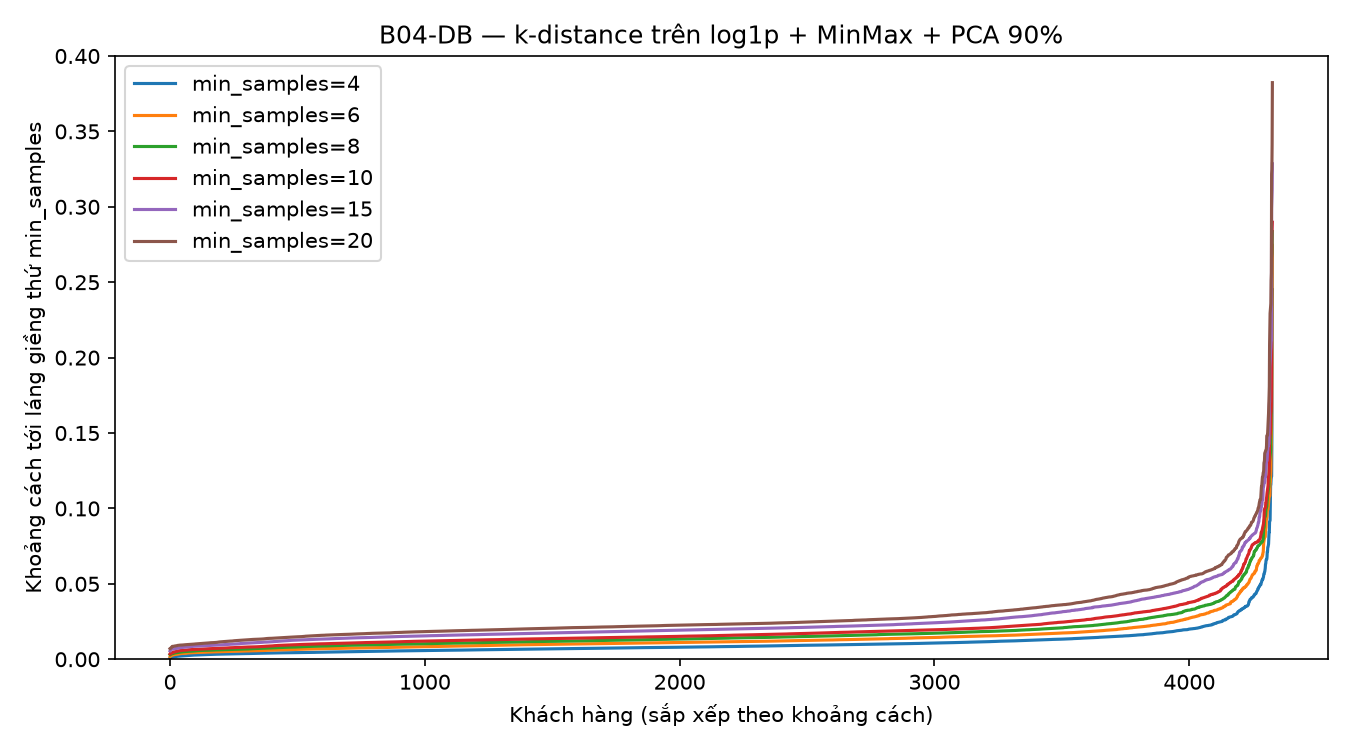 B04-DB — k-distance trên log1p + MinMax + PCA 90%
Khoảng cách tới láng giềng thứ min_samples
0.40
0.35
0.30
0.25
0.20
0.15
0.10
0.05
0.00
min_samples=4
min_samples=6
min_samples=8
min_samples=10
min_samples=15
min_samples=20
0 1000 2000 3000 4000
Khách hàng (sắp xếp theo khoảng cách)